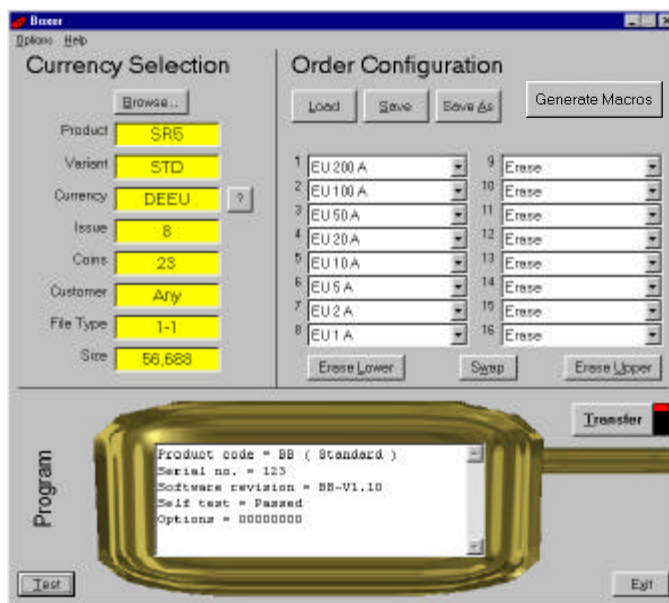 Boxer
Options Help
Currency Selection
Browse...
Product SR5
Variant STD
Currency DEEU ?
Issue 8
Coins 23
Customer Any
File Type 1-1
Size 56,688
Order Configuration
Load Save Save As Generate Macros
1 EU 200 A
2 EU 100 A
3 EU 50 A
4 EU 20 A
5 EU 10 A
6 EU 5 A
7 EU 2 A
8 EU 1 A
9 Erase
10 Erase
11 Erase
12 Erase
13 Erase
14 Erase
15 Erase
16 Erase
Erase Lower Swap Erase Upper
Transfer
Program
Product code = BB ( Standard )
Serial no. = 123
Software revision = BB-V1.10
Self test = Passed
Options = 00000000
Test
Exit